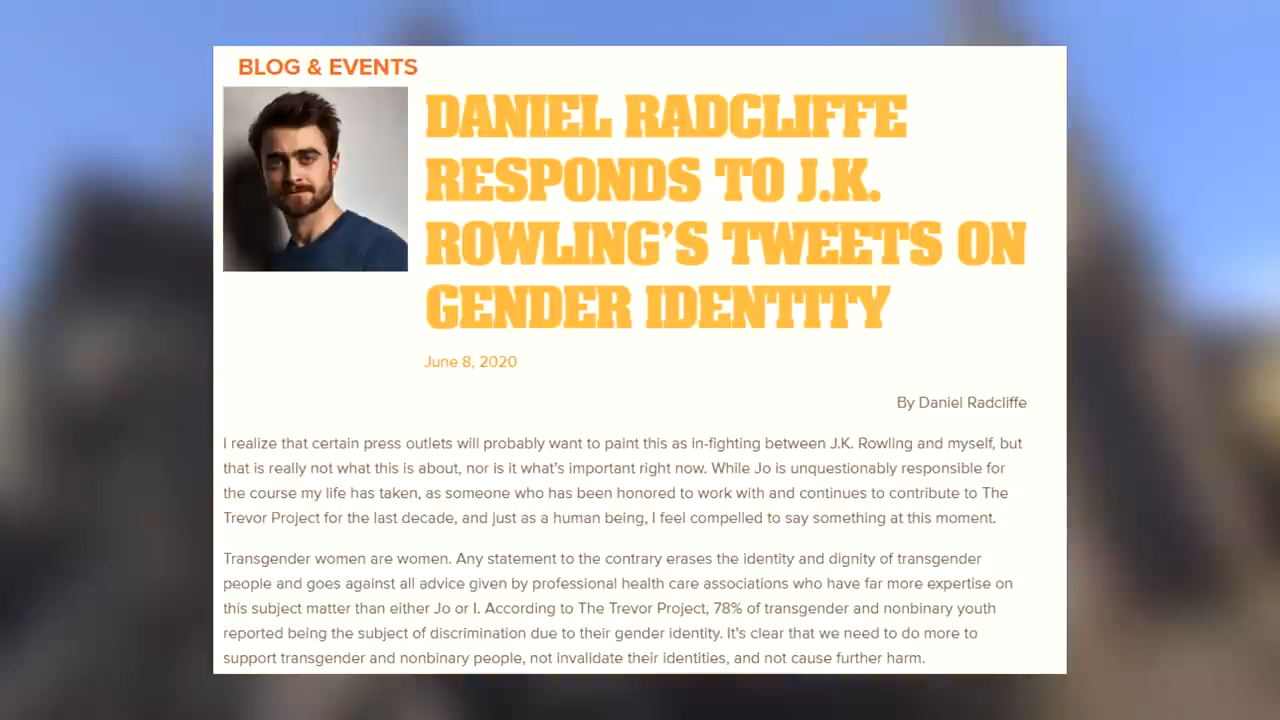 BLOG & EVENTS
DANIEL RADCLIFFE
RESPONDS TO J.K.
ROWLING'S TWEETS ON
GENDER IDENTITY
June 8, 2020
By Daniel Radcliffe
I realize that certain press outlets will probably want to paint this as in-fighting between J.K. Rowling and myself, but
that is really not what this is about, nor is it what's important right now. While Jo is unquestionably responsible for
the course my life has taken, as someone who has been honored to work with and continues to contribute to The
Trevor Project for the last decade, and just as a human being, I feel compelled to say something at this moment.
Transgender women are women. Any statement to the contrary erases the identity and dignity of transgender
people and goes against all advice given by professional health care associations who have far more expertise on
this subject matter than either Jo or I. According to The Trevor Project, 78% of transgender and nonbinary youth
reported being the subject of discrimination due to their gender identity. It's clear that we need to do more to
support transgender and nonbinary people, not invalidate their identities, and not cause further harm.